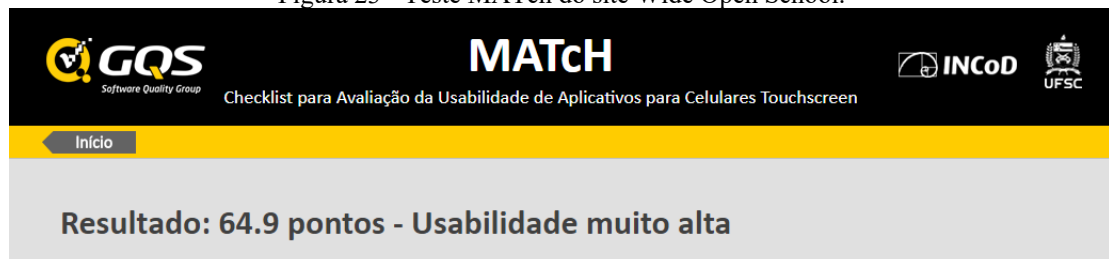 MATcH
GQS
Software Quality Group
Checklist para Avaliação da Usabilidade de Aplicativos para Celulares Touchscreen
INCoD
UFSC
Início
Resultado: 64.9 pontos - Usabilidade muito alta